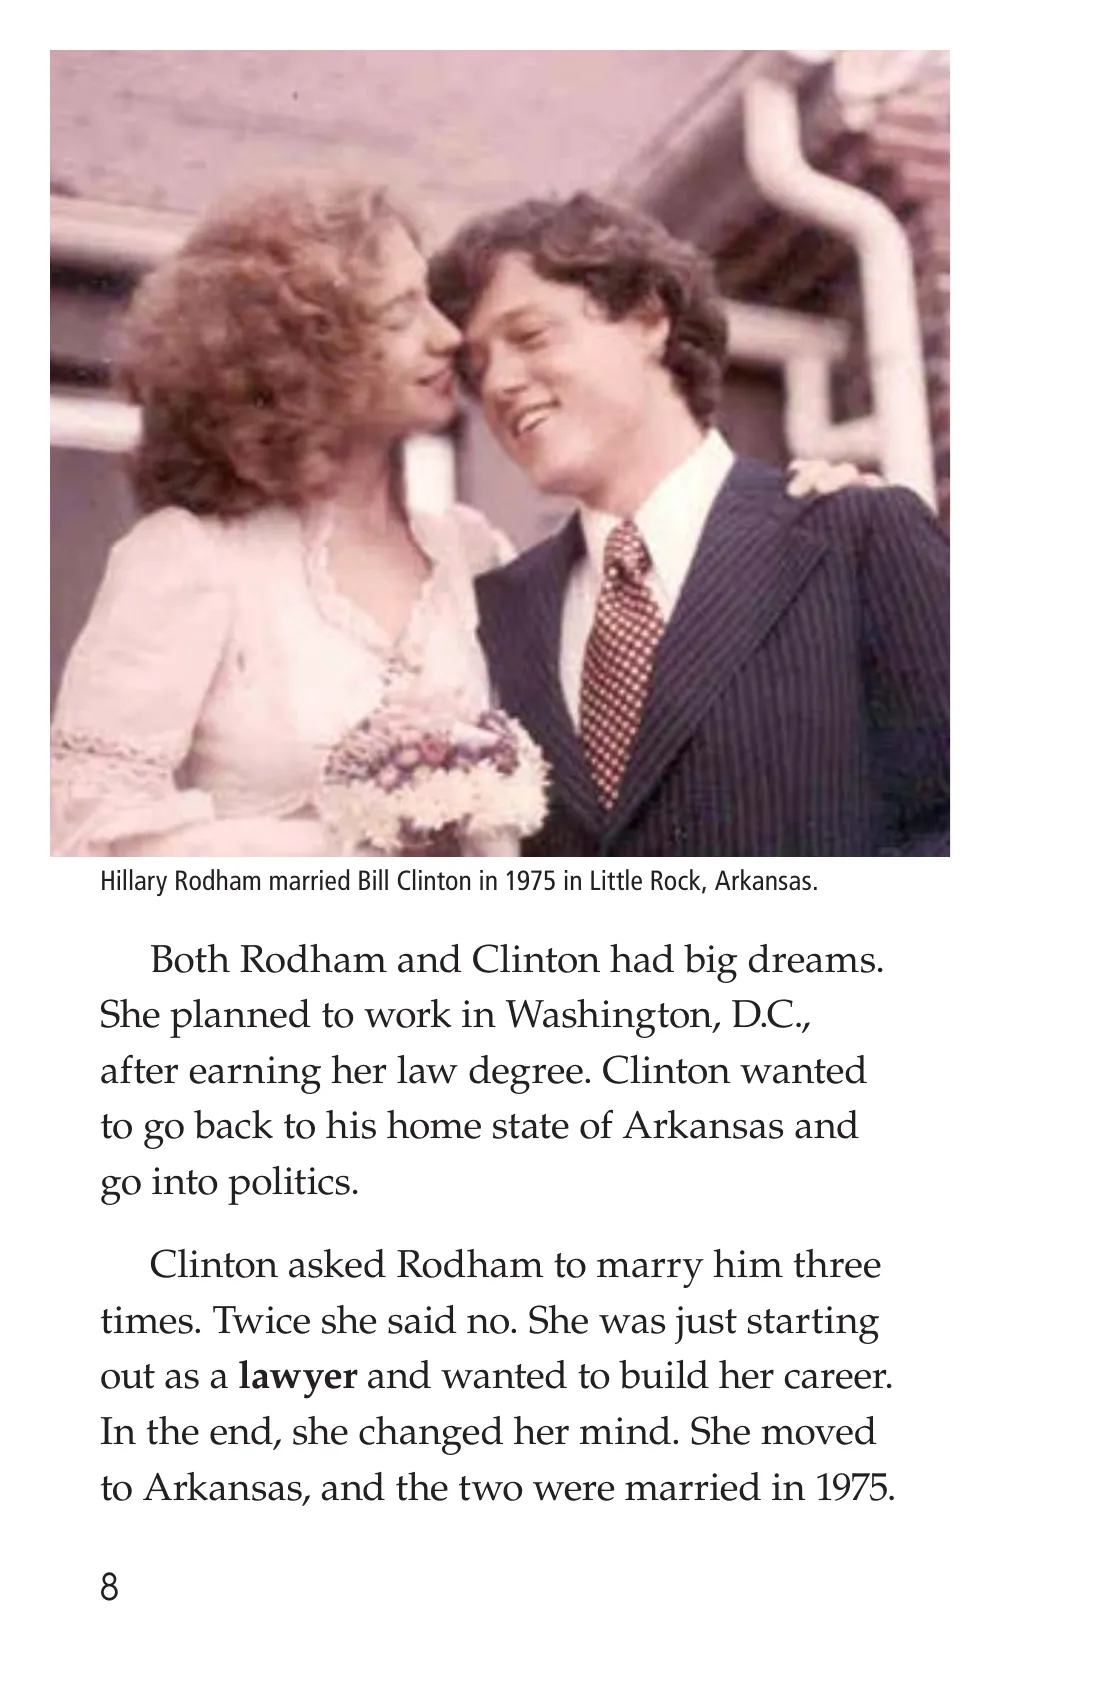 Hillary Rodham married Bill Clinton in 1975 in Little Rock, Arkansas.
Both Rodham and Clinton had big dreams.
She planned to work in Washington, D.C.,
after earning her law degree. Clinton wanted
to go back to his home state of Arkansas and
go into politics.
Clinton asked Rodham to marry him three
times. Twice she said no. She was just starting
out as a lawyer and wanted to build her career.
In the end, she changed her mind. She moved
to Arkansas, and the two were married in 1975.
8